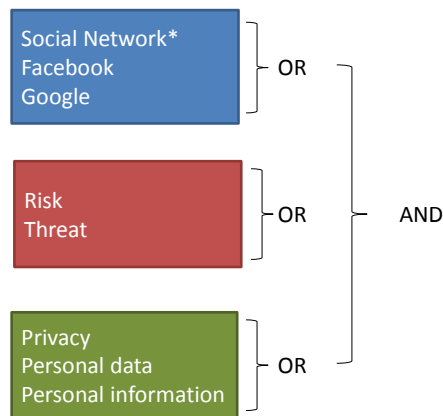 Social Network*
Facebook
Google
OR
Risk
Threat
OR
AND
Privacy
Personal data
Personal information
OR